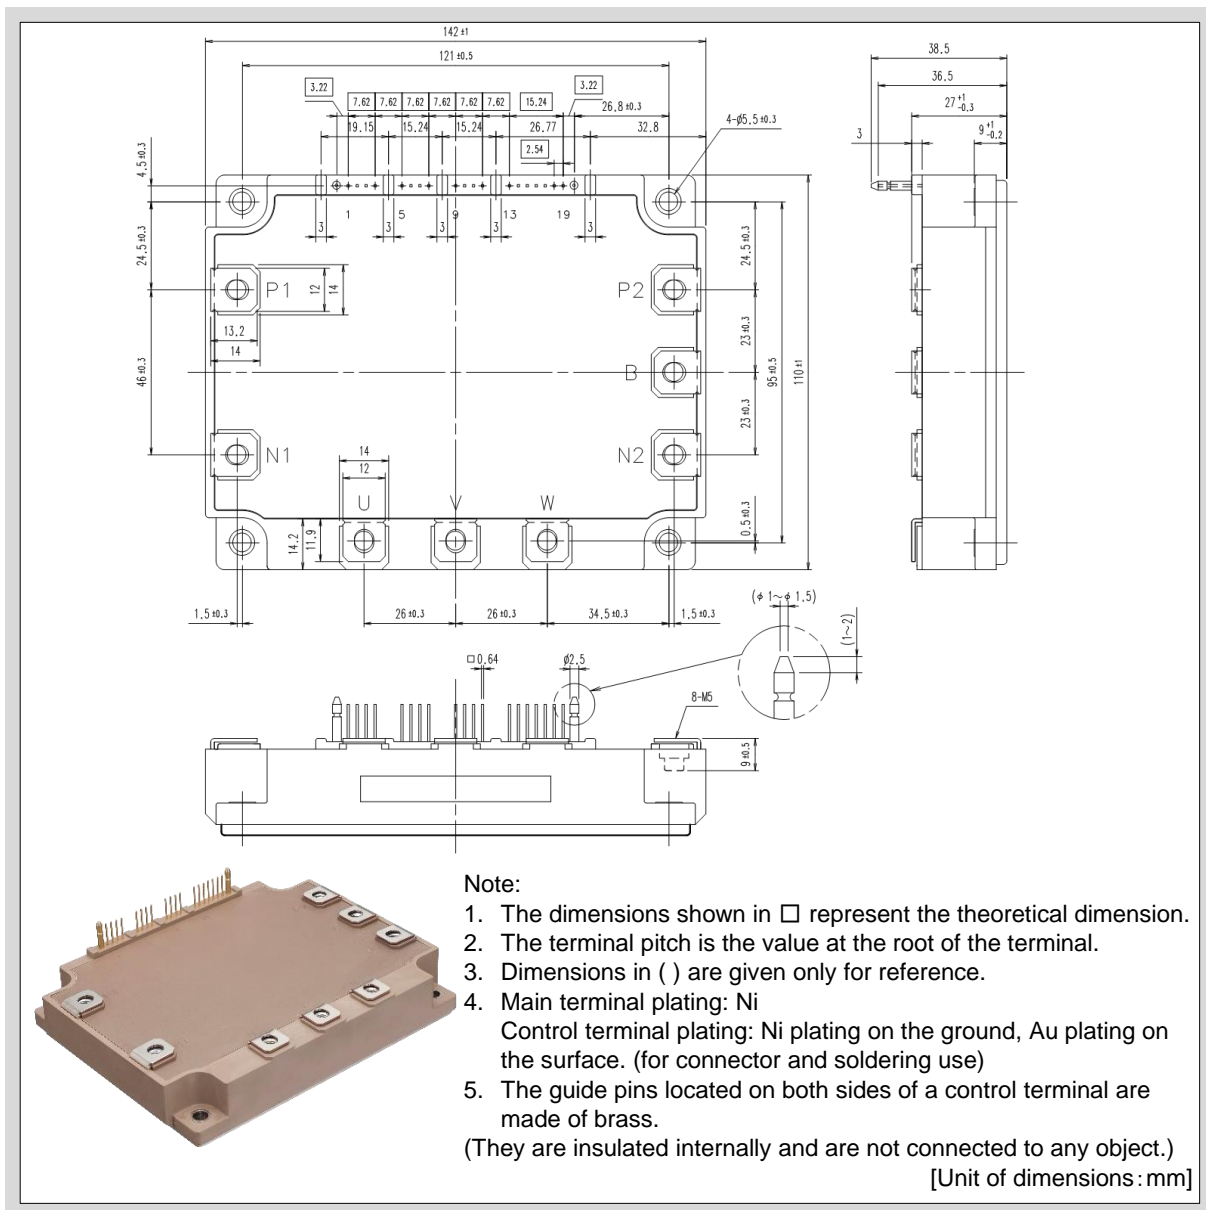 142 ±1
121 ±0.5
3.22
7.62 7.62 7.62 7.62 7.62 15.24
3.22
26.8 ±0.3
19.15 15.24 15.24 26.77 32.8
2.54
4-ø5.5 ±0.3
38.5
36.5
27 +1 -0.3
3
9 +1 -0.2
4.5 ±0.3
1 5 9 13 19
3 3 3 3 3
24.5 ±0.3
24.5 ±0.3
P1
12
14
P2
13.2
14
46 ±0.3
23 ±0.3
B
95 ±0.5
110 ±1
23 ±0.3
N1
14
12
N2
U V W
14.2
11.9
0.5 ±0.3
1.5 ±0.3
26 ±0.3
26 ±0.3
34.5 ±0.3
1.5 ±0.3
(ø 1~ø 1.5)
(1~2)
□0.64
ø2.5
8-M5
9 ±0.5
Note:
1. The dimensions shown in □ represent the theoretical dimension.
2. The terminal pitch is the value at the root of the terminal.
3. Dimensions in ( ) are given only for reference.
4. Main terminal plating: Ni
Control terminal plating: Ni plating on the ground, Au plating on
the surface. (for connector and soldering use)
5. The guide pins located on both sides of a control terminal are
made of brass.
(They are insulated internally and are not connected to any object.)
[Unit of dimensions:mm]